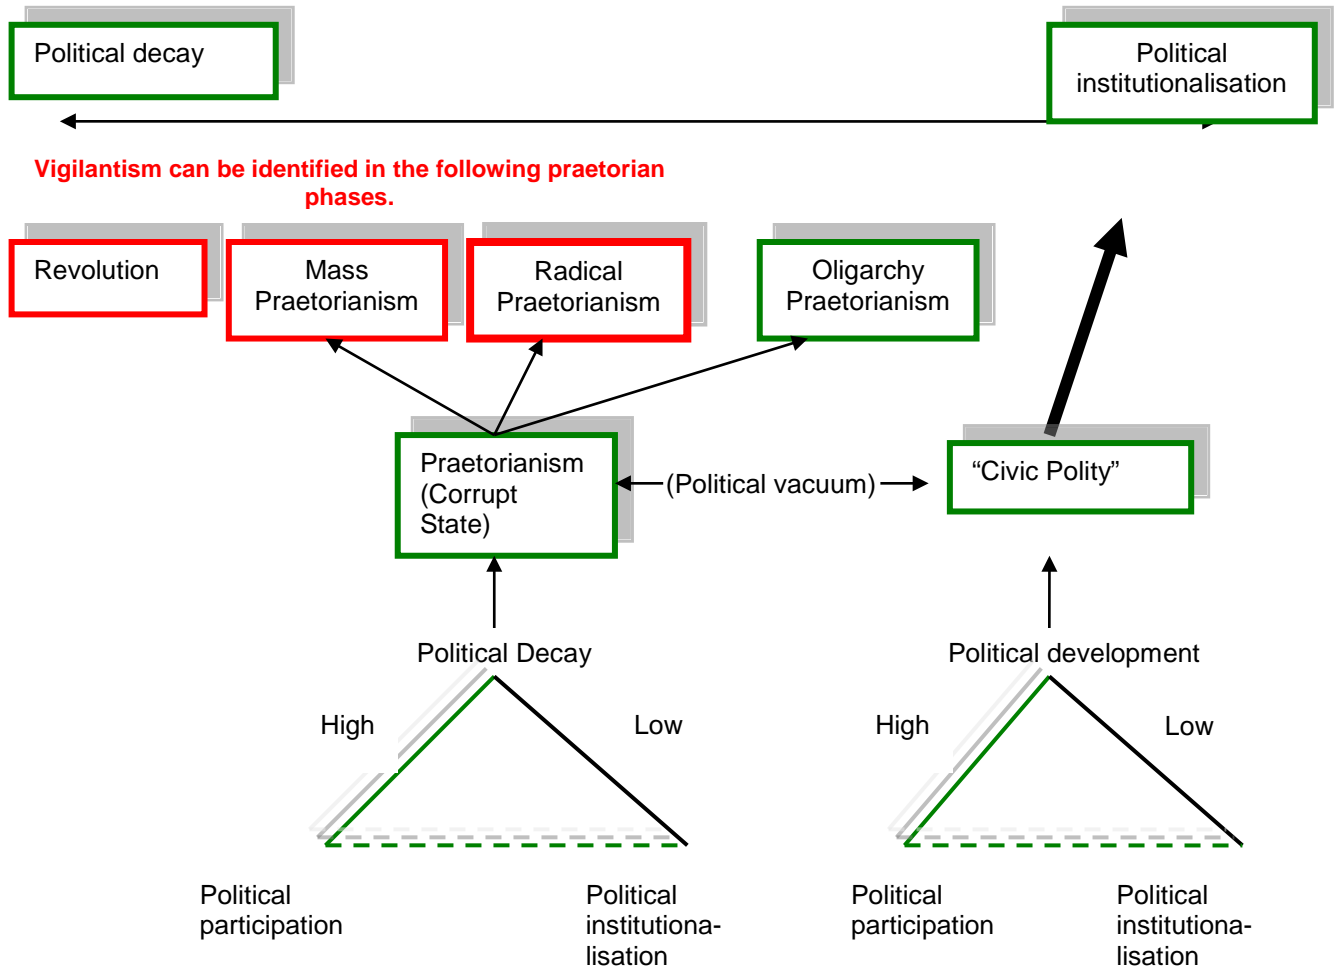 Political decay
Political
institutionalisation
Vigilantism can be identified in the following praetorian
phases.
Revolution
Mass
Praetorianism
Radical
Praetorianism
Oligarchy
Praetorianism
Praetorianism
(Corrupt
State)
(Political vacuum)
“Civic Polity”
Political Decay
Political development
High
Low
High
Low
Political
participation
Political
instituționa-
lisation
Political
participation
Political
institutiona-
lisation